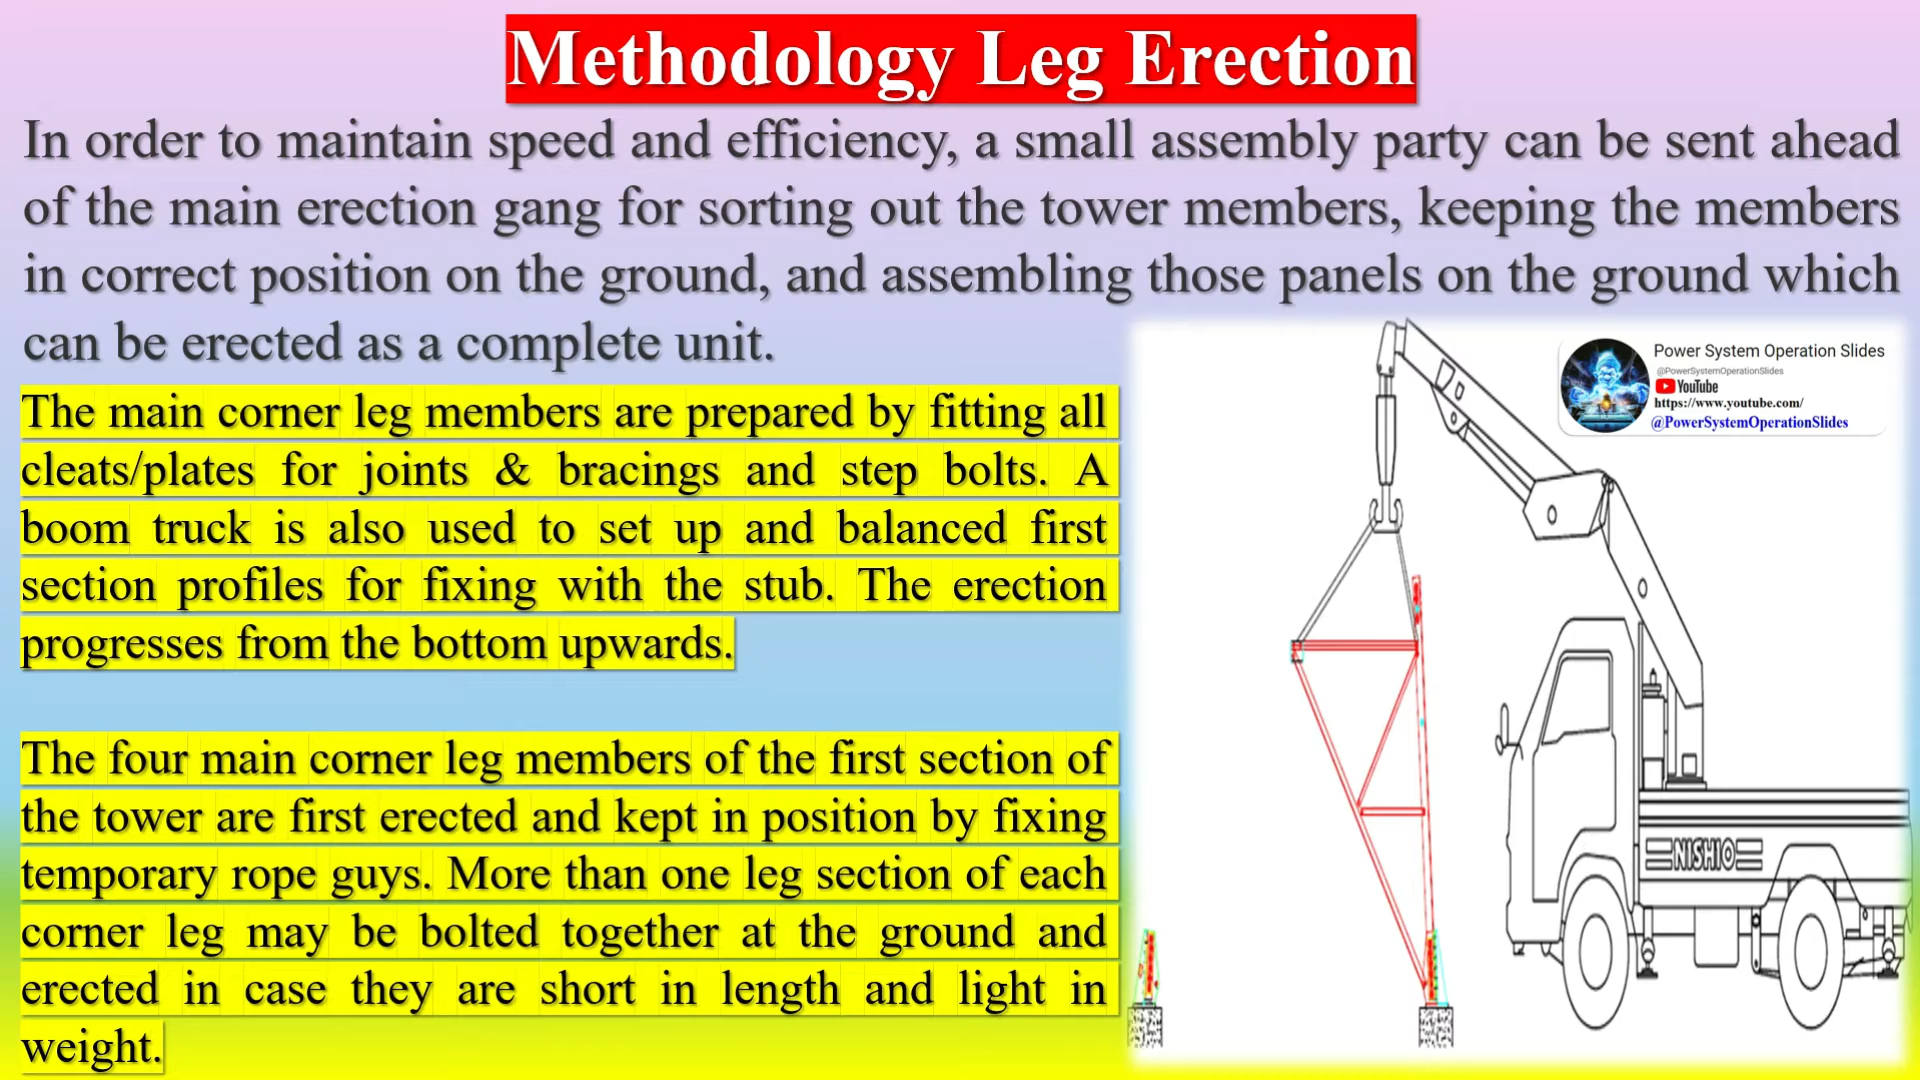 Methodology Leg Erection
In order to maintain speed and efficiency, a small assembly party can be sent ahead
of the main erection gang for sorting out the tower members, keeping the members
in correct position on the ground, and assembling those panels on the ground which
can be erected as a complete unit.
The main corner leg members are prepared by fitting all
cleats/plates for joints & bracings and step bolts. A
boom truck is also used to set up and balanced first
section profiles for fixing with the stub. The erection
progresses from the bottom upwards.
The four main corner leg members of the first section of
the tower are first erected and kept in position by fixing
temporary rope guys. More than one leg section of each
corner leg may be bolted together at the ground and
erected in case they are short in length and light in
weight.
Power System Operation Slides
@PowerSystemOperationSlides
YouTube
https://www.youtube.com/
@PowerSystemOperationSlides
NISHIO